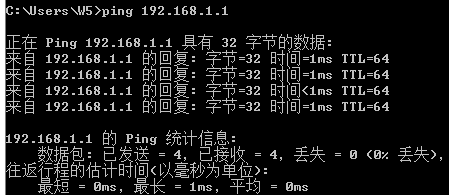 C:\Users\W5>ping 192.168.1.1
正在 Ping 192.168.1.1 具有 32 字节的数据:
来自 192.168.1.1 的回复: 字节=32 时间=1ms TTL=64
来自 192.168.1.1 的回复: 字节=32 时间=1ms TTL=64
来自 192.168.1.1 的回复: 字节=32 时间<1ms TTL=64
来自 192.168.1.1 的回复: 字节=32 时间=1ms TTL=64
192.168.1.1 的 Ping 统计信息:
数据包: 已发送 = 4, 已接收 = 4, 丢失 = 0 (0% 丢失),
往返行程的估计时间(以毫秒为单位):
最短 = 0ms, 最长 = 1ms, 平均 = 0ms